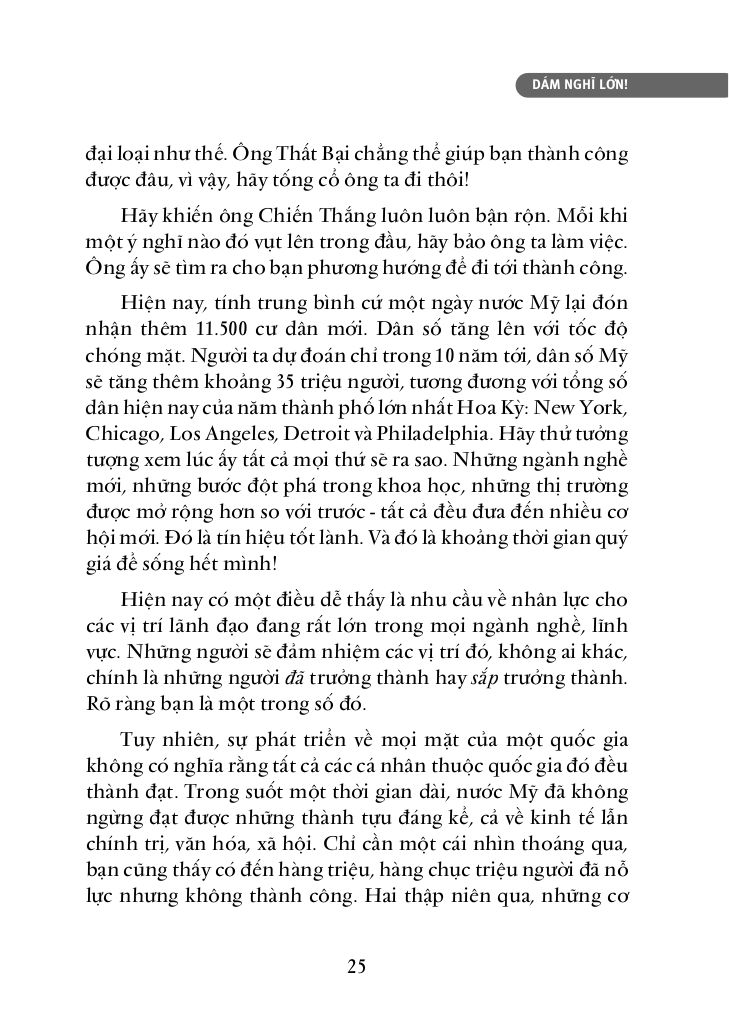 DÁM NGHĨ LỚN!
đại loại như thế. Ông Thất Bại chẳng thể giúp bạn thành công
được đâu, vì vậy, hãy tống cổ ông ta đi thôi!
Hãy khiến ông Chiến Thắng luôn luôn bận rộn. Mỗi khi
một ý nghĩ nào đó vụt lên trong đầu, hãy bảo ông ta làm việc.
Ông ấy sẽ tìm ra cho bạn phương hướng để đi tới thành công.
Hiện nay, tính trung bình cứ một ngày nước Mỹ lại đón
nhận thêm 11.500 cư dân mới. Dân số tăng lên với tốc độ
chóng mặt. Người ta dự đoán chỉ trong 10 năm tới, dân số Mỹ
sẽ tăng thêm khoảng 35 triệu người, tương đương với tổng số
dân hiện nay của năm thành phố lớn nhất Hoa Kỳ: New York,
Chicago, Los Angeles, Detroit và Philadelphia. Hãy thử tưởng
tượng xem lúc ấy tất cả mọi thứ sẽ ra sao. Những ngành nghề
mới, những bước đột phá trong khoa học, những thị trường
được mở rộng hơn so với trước - tất cả đều đưa đến nhiều cơ
hội mới. Đó là tín hiệu tốt lành. Và đó là khoảng thời gian quý
giá để sống hết mình!
Hiện nay có một điều dễ thấy là nhu cầu về nhân lực cho
các vị trí lãnh đạo đang rất lớn trong mọi ngành nghề, lĩnh
vực. Những người sẽ đảm nhiệm các vị trí đó, không ai khác,
chính là những người đã trưởng thành hay sắp trưởng thành.
Rõ ràng bạn là một trong số đó.
Tuy nhiên, sự phát triển về mọi mặt của một quốc gia
không có nghĩa rằng tất cả các cá nhân thuộc quốc gia đó đều
thành đạt. Trong suốt một thời gian dài, nước Mỹ đã không
ngừng đạt được những thành tựu đáng kể, cả về kinh tế lẫn
chính trị, văn hóa, xã hội. Chỉ cần một cái nhìn thoáng qua,
bạn cũng thấy có đến hàng triệu, hàng chục triệu người đã nỗ
lực nhưng không thành công. Hai thập niên qua, những cơ
25